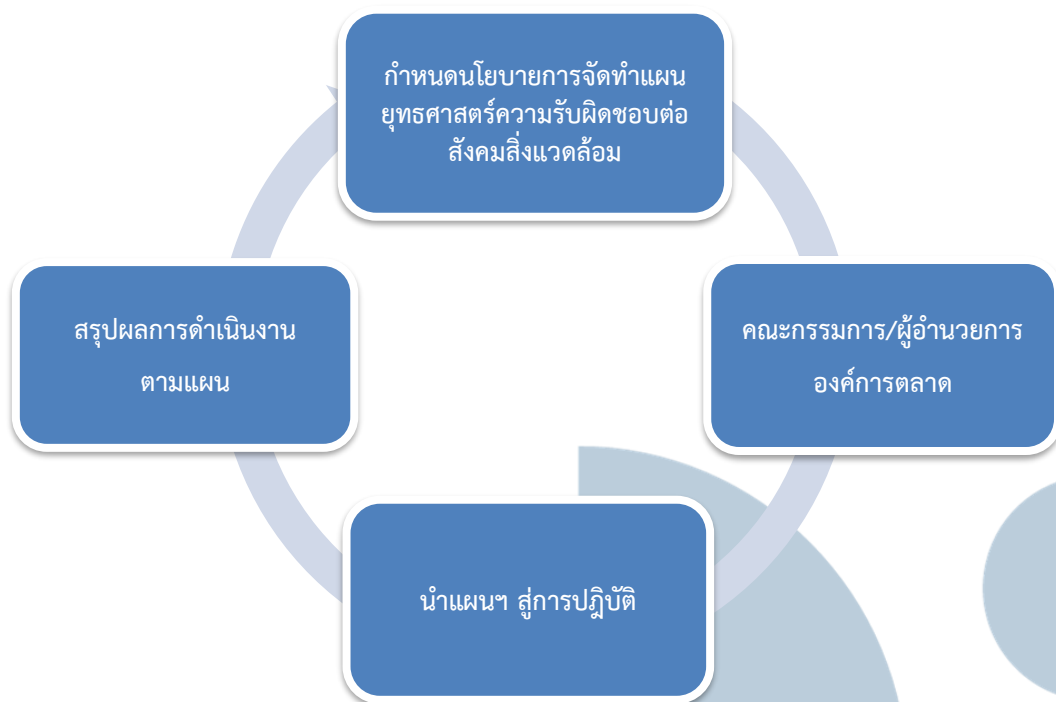 กำหนดนโยบายการจัดทำแผน
ยุทธศาสตร์ความรับผิดชอบต่อ
สังคมสิ่งแวดล้อม
คณะกรรมการ/ผู้อำนวยการ
องค์การตลาด
นำแผนฯ สู่การปฎิบัติ
สรุปผลการดำเนินงาน
ตามแผน